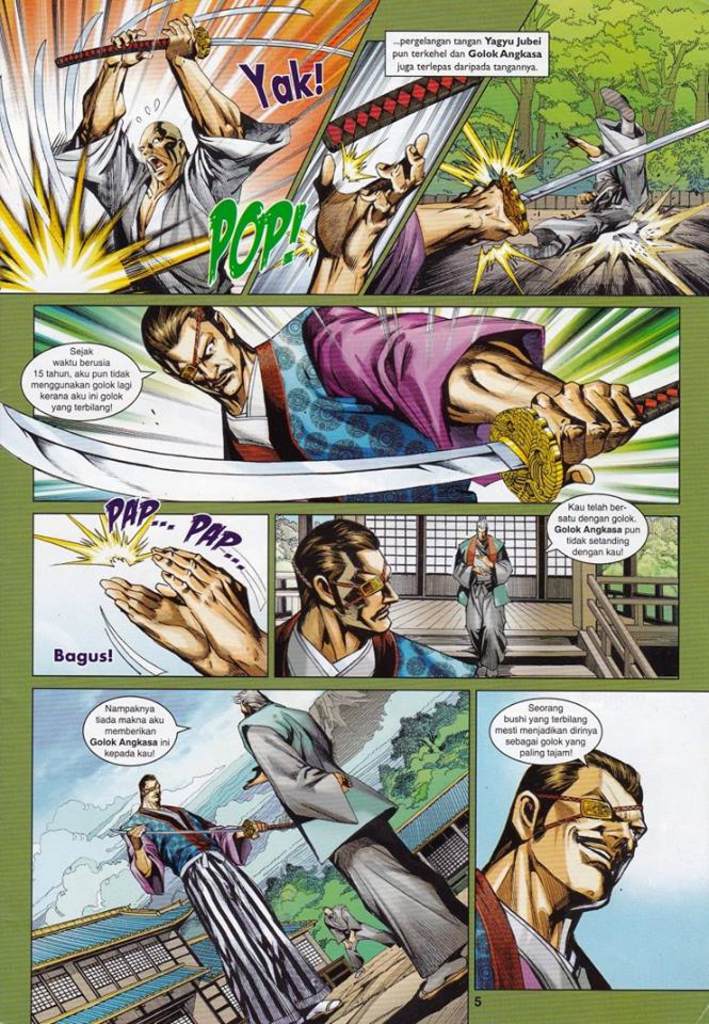 ...pergelangan tangan Yagyu Jubei
pun terkehel dan Golok Angkasa
juga terlepas daripada tangannya.
Yak!
POP!
Sejak
waktu berusia
15 tahun, aku pun tidak
menggunakan golok lagi
kerana aku ini golok
yang terbilang!
PAP... PAP...
Bagus!
Kau telah ber-
satu dengan golok.
Golok Angkasa pun
tidak setanding
dengan kau!
Nampaknya
tiada makna aku
memberikan
Golok Angkasa ini
kepada kau!
Seorang
bushi yang terbilang
mesti menjadikan dirinya
sebagai golok yang
paling tajam!
5